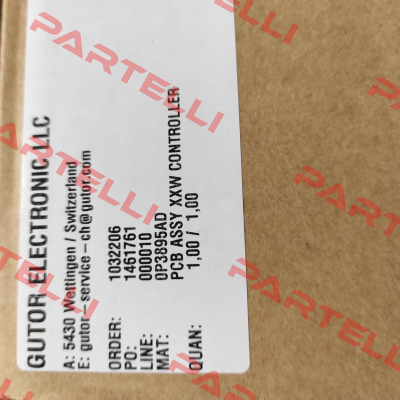 GUTOR ELECTRONIC LLC
A: 5430 Wettingen / Switzerland
E: gutor-service-ch@gutor.com
ORDER: 1032206
PO: 1461761
LINE: 000010
MAT: 0P3895AD
PCB ASSY XXW CONTROLLER
QUAN: 1,00 / 1,00
PARTELLI
PARTELLI
PARTELLI
PARTELLI